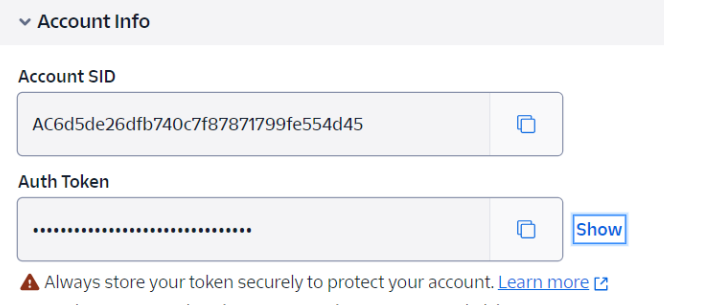 Account Info
Account SID
AC6d5de26dfb740c7f87871799fe554d45
Auth Token
••••••••••••••••••••••••••••••••
Show
Always store your token securely to protect your account. Learn more